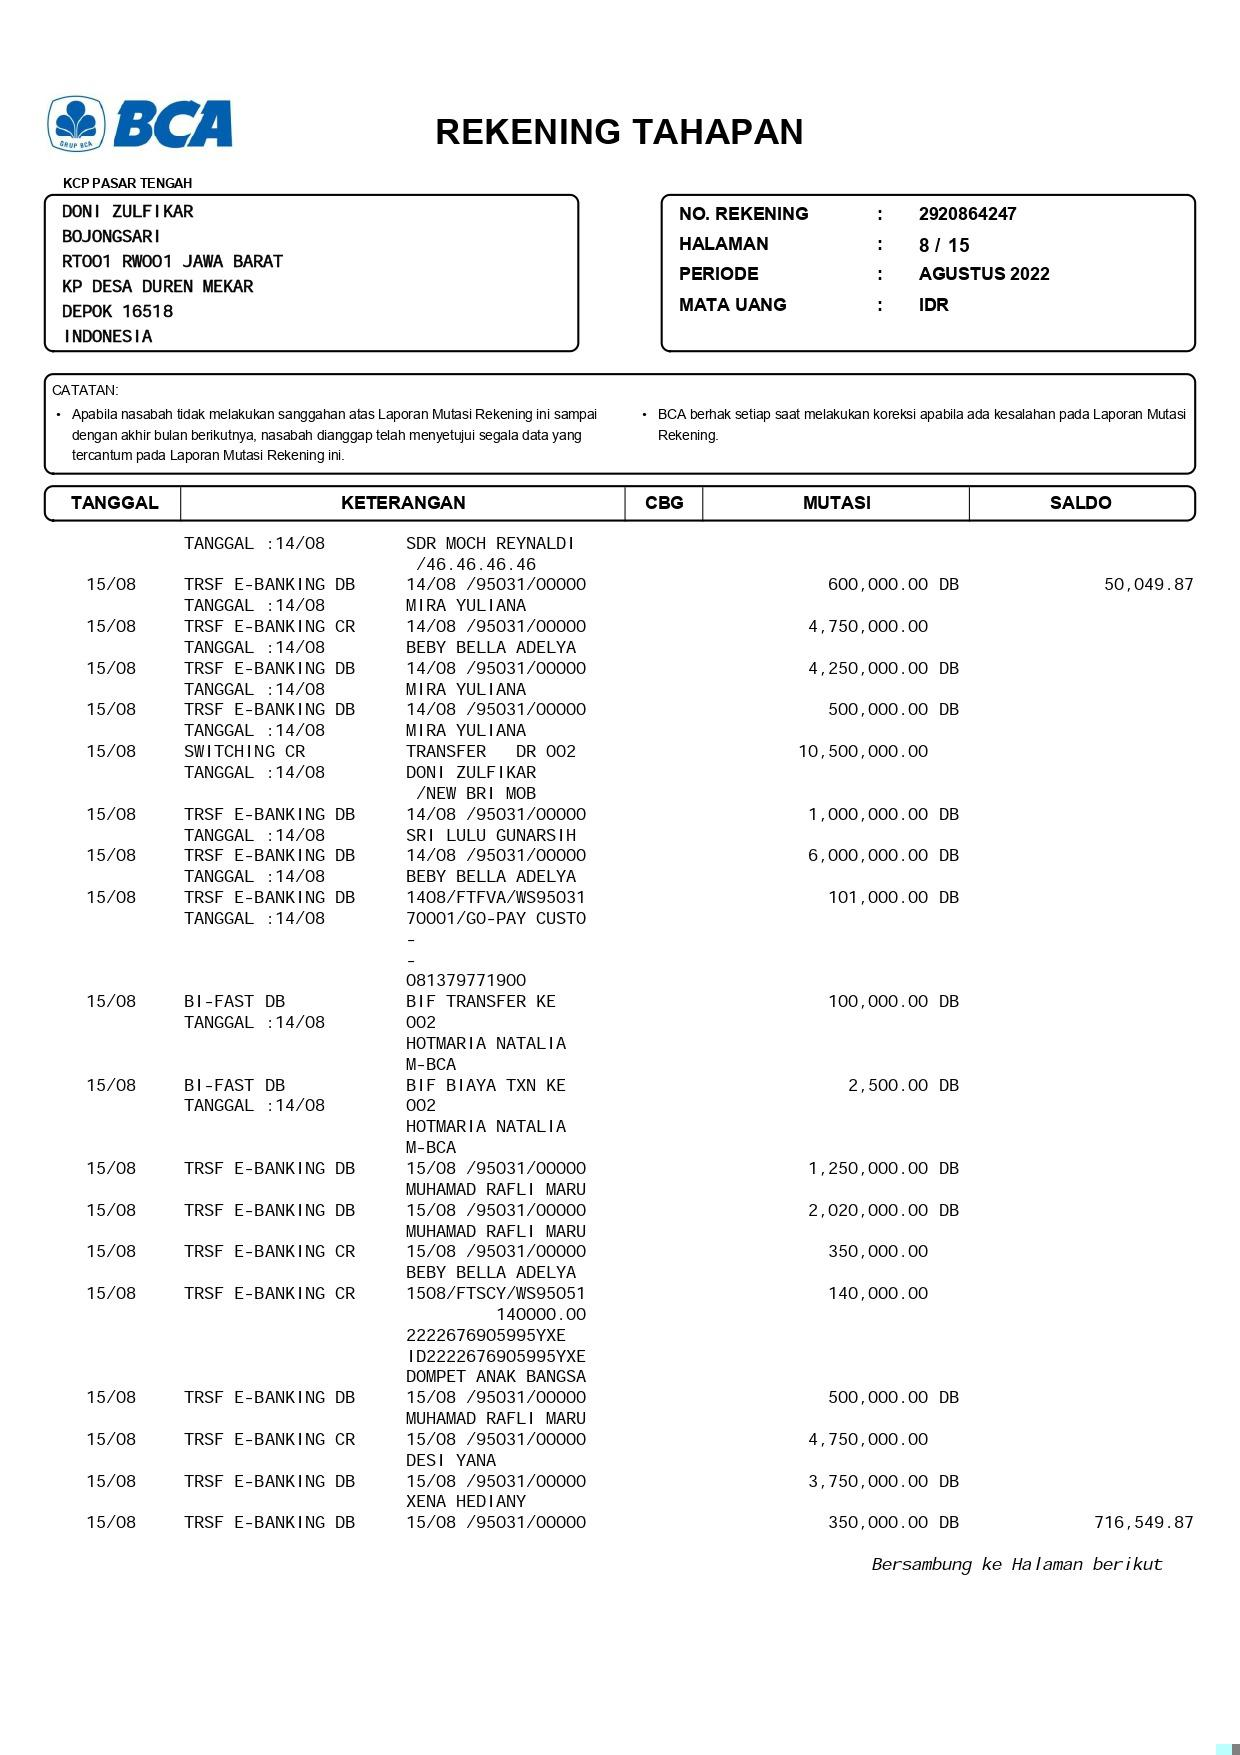 GRUP BCA
BCA
REKENING TAHAPAN
KCP PASAR TENGAH
DONI ZULFIKAR
BOJONGSARI
RT001 RW001 JAWA BARAT
KP DESA DUREN MEKAR
DEPOK 16518
INDONESIA
NO. REKENING : 2920864247
HALAMAN : 8 / 15
PERIODE : AGUSTUS 2022
MATA UANG : IDR
CATATAN:
• Apabila nasabah tidak melakukan sanggahan atas Laporan Mutasi Rekening ini sampai
dengan akhir bulan berikutnya, nasabah dianggap telah menyetujui segala data yang
tercantum pada Laporan Mutasi Rekening ini.
• BCA berhak setiap saat melakukan koreksi apabila ada kesalahan pada Laporan Mutasi
Rekening.
TANGGAL KETERANGAN CBG MUTASI SALDO
TANGGAL :14/08 SDR MOCH REYNALDI
/46.46.46.46
15/08 TRSF E-BANKING DB 14/08 /95031/00000 600,000.00 DB 50,049.87
TANGGAL :14/08 MIRA YULIANA
15/08 TRSF E-BANKING CR 14/08 /95031/00000 4,750,000.00
TANGGAL :14/08 BEBY BELLA ADELYA
15/08 TRSF E-BANKING DB 14/08 /95031/00000 4,250,000.00 DB
TANGGAL :14/08 MIRA YULIANA
15/08 TRSF E-BANKING DB 14/08 /95031/00000 500,000.00 DB
TANGGAL :14/08 MIRA YULIANA
15/08 SWITCHING CR TRANSFER DR 002 10,500,000.00
TANGGAL :14/08 DONI ZULFIKAR
/NEW BRI MOB
15/08 TRSF E-BANKING DB 14/08 /95031/00000 1,000,000.00 DB
TANGGAL :14/08 SRI LULU GUNARSIH
15/08 TRSF E-BANKING DB 14/08 /95031/00000 6,000,000.00 DB
TANGGAL :14/08 BEBY BELLA ADELYA
15/08 TRSF E-BANKING DB 1408/FTFVA/WS95031 101,000.00 DB
TANGGAL :14/08 70001/GO-PAY CUSTO
-
-
081379771900
15/08 BI-FAST DB BIF TRANSFER KE 100,000.00 DB
TANGGAL :14/08 002
HOTMARIA NATALIA
M-BCA
15/08 BI-FAST DB BIF BIAYA TXN KE 2,500.00 DB
TANGGAL :14/08 002
HOTMARIA NATALIA
M-BCA
15/08 TRSF E-BANKING DB 15/08 /95031/00000 1,250,000.00 DB
MUHAMAD RAFLI MARU
15/08 TRSF E-BANKING DB 15/08 /95031/00000 2,020,000.00 DB
MUHAMAD RAFLI MARU
15/08 TRSF E-BANKING CR 15/08 /95031/00000 350,000.00
BEBY BELLA ADELYA
15/08 TRSF E-BANKING CR 1508/FTSCY/WS95051 140,000.00
140000.00
2222676905995YXE
ID2222676905995YXE
DOMPET ANAK BANGSA
15/08 TRSF E-BANKING DB 15/08 /95031/00000 500,000.00 DB
MUHAMAD RAFLI MARU
15/08 TRSF E-BANKING CR 15/08 /95031/00000 4,750,000.00
DESI YANA
15/08 TRSF E-BANKING DB 15/08 /95031/00000 3,750,000.00 DB
XENA HEDIANY
15/08 TRSF E-BANKING DB 15/08 /95031/00000 350,000.00 DB 716,549.87
Bersambung ke Halaman berikut